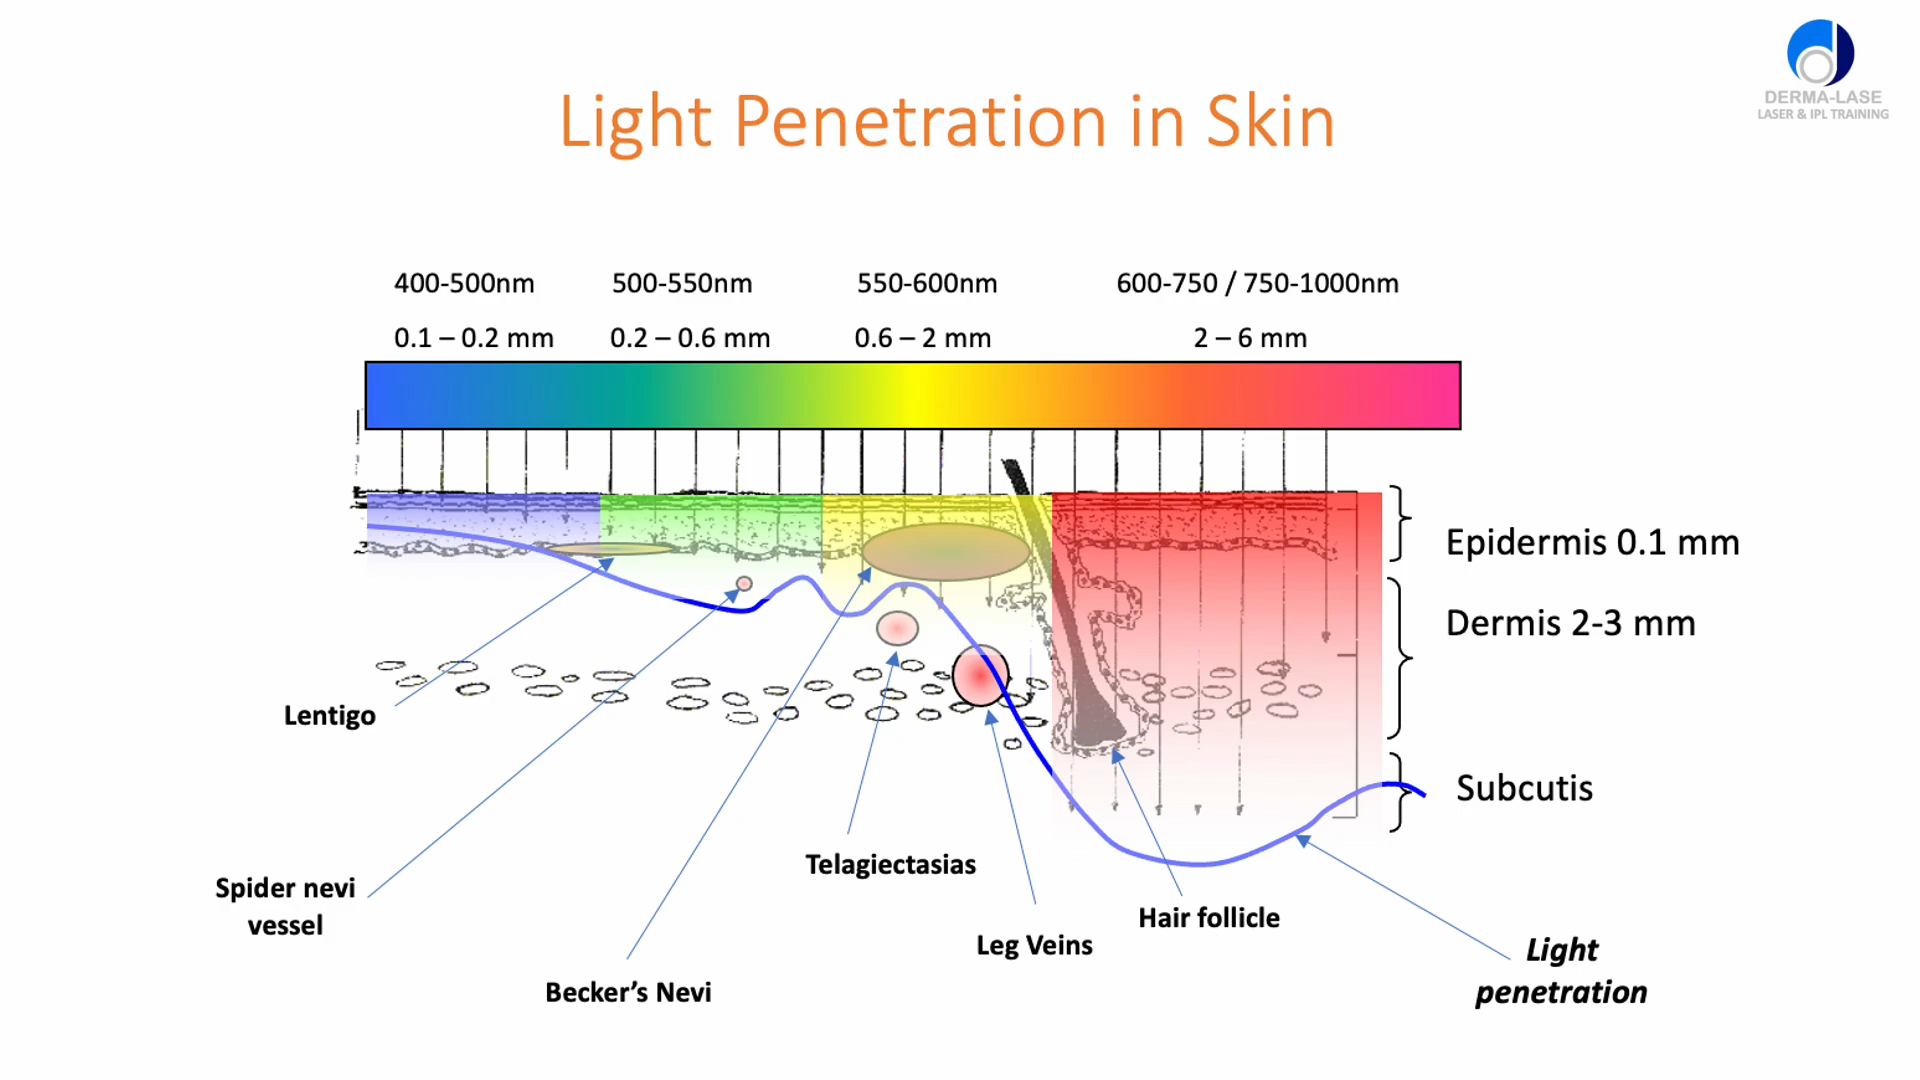 DERMA-LASE
LASER & IPL TRAINING
Light Penetration in Skin
400-500nm 500-550nm 550-600nm 600-750 / 750-1000nm
0.1 – 0.2 mm 0.2 – 0.6 mm 0.6 – 2 mm 2 – 6 mm
Epidermis 0.1 mm
Dermis 2-3 mm
Lentigo
Subcutis
Telagiectasias
Spider nevi
vessel
Hair follicle
Leg Veins
Light
penetration
Becker’s Nevi